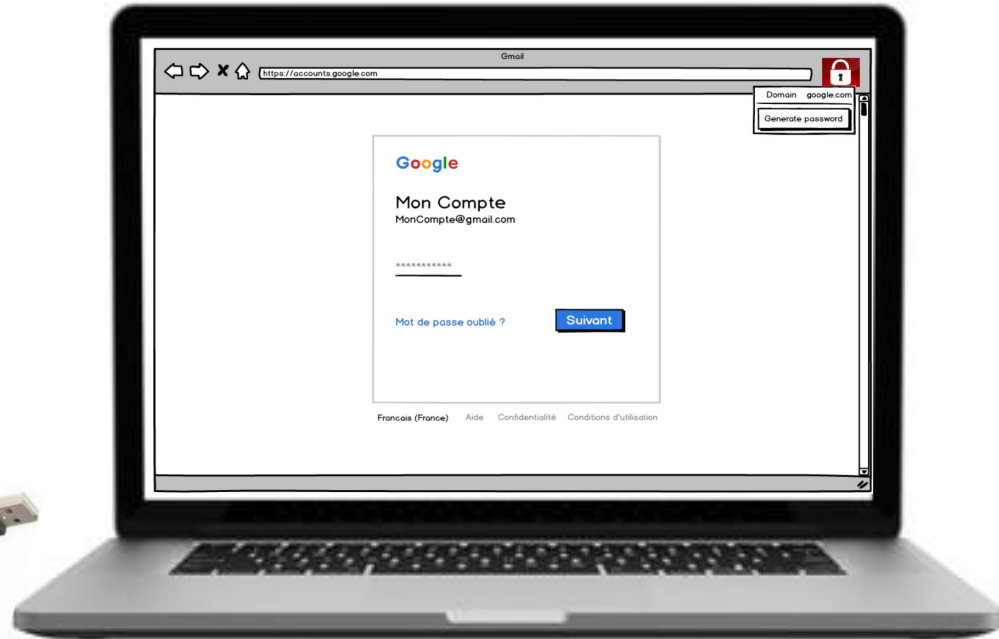 Gmail
https://accounts.google.com
Domain google.com
Generate password
Google
Mon Compte
MonCompte@gmail.com
***********
Mot de passe oublié ?
Suivant
Francais (France) Aide Confidentialité Conditions d'utilisation